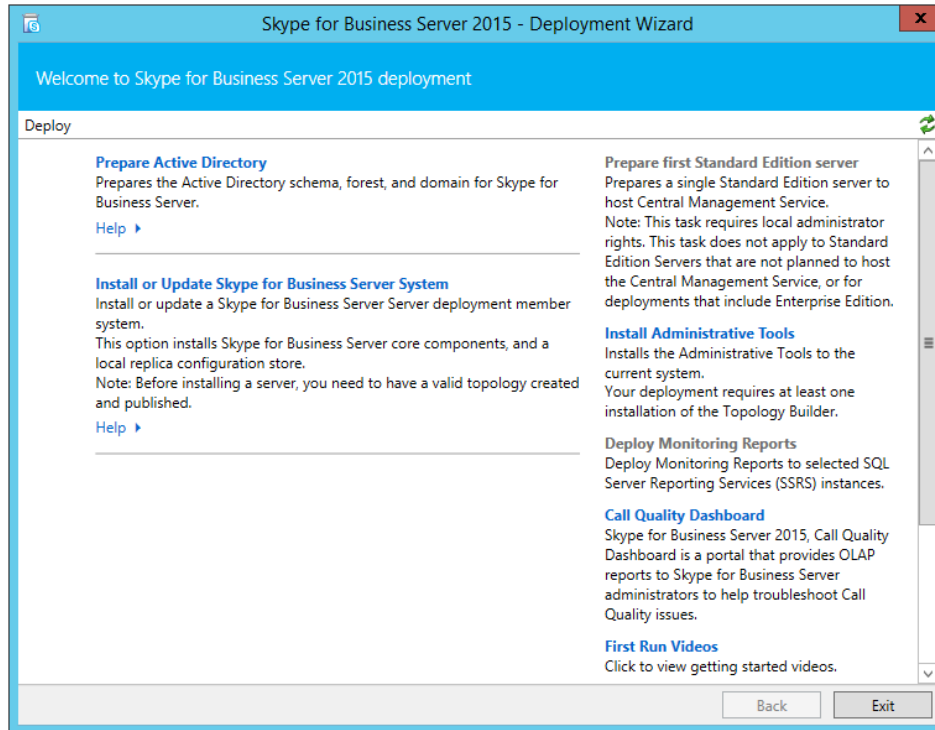 Skype for Business Server 2015 - Deployment Wizard
Welcome to Skype for Business Server 2015 deployment
Deploy
Prepare Active Directory
Prepares the Active Directory schema, forest, and domain for Skype for
Business Server.
Help
Install or Update Skype for Business Server System
Install or update a Skype for Business Server Server deployment member
system.
This option installs Skype for Business Server core components, and a
local replica configuration store.
Note: Before installing a server, you need to have a valid topology created
and published.
Help
Prepare first Standard Edition server
Prepares a single Standard Edition server to
host Central Management Service.
Note: This task requires local administrator
rights. This task does not apply to Standard
Edition Servers that are not planned to host
the Central Management Service, or for
deployments that include Enterprise Edition.
Install Administrative Tools
Installs the Administrative Tools to the
current system.
Your deployment requires at least one
installation of the Topology Builder.
Deploy Monitoring Reports
Deploy Monitoring Reports to selected SQL
Server Reporting Services (SSRS) instances.
Call Quality Dashboard
Skype for Business Server 2015, Call Quality
Dashboard is a portal that provides OLAP
reports to Skype for Business Server
administrators to help troubleshoot Call
Quality issues.
First Run Videos
Click to view getting started videos.
Back
Exit